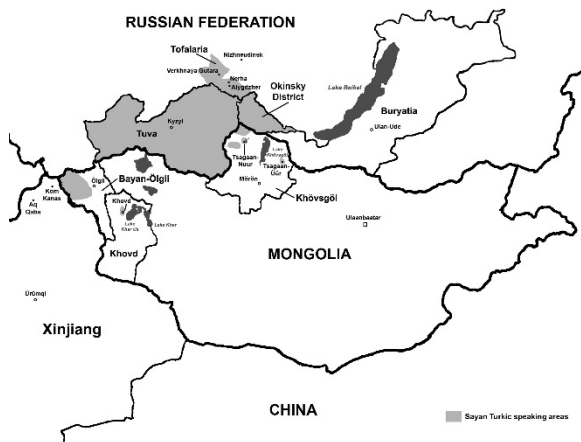 RUSSIAN FEDERATION
Tofalaria
Nizhneudinsk
Verkhnaya Gutara
Nerha
Alygdzher
Okinsky
District
Lake Baikal
Buryatia
Ulan-Ude
Kyzyl
Tuva
Tsagaan-
Nuur
Tsagaan-
Üür
Mörön
Khövsgöl
Ölgii
Bayan-Ölgii
Kom
Kanas
Aq
Qaba
Khovd
Lake
Khar Us
Lake Khar
Khovd
Ulaanbaatar
MONGOLIA
Ürümqi
Xinjiang
CHINA
Sayan Turkic speaking areas